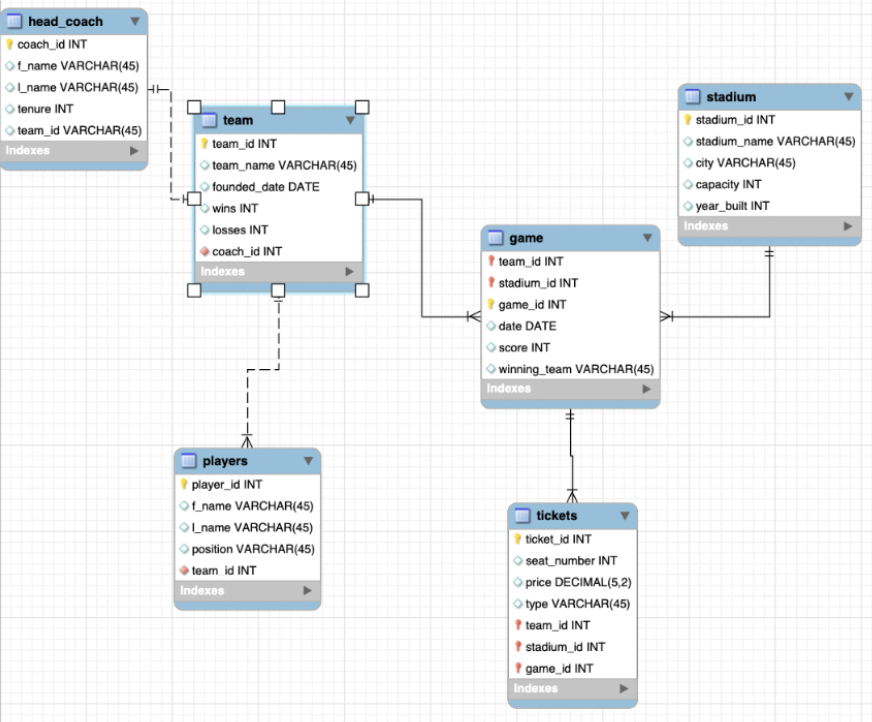 head_coach
coach_id INT
f_name VARCHAR(45)
l_name VARCHAR(45)
tenure INT
team_id VARCHAR(45)
Indexes
team
team_id INT
team_name VARCHAR(45)
founded_date DATE
wins INT
losses INT
coach_id INT
Indexes
stadium
stadium_id INT
stadium_name VARCHAR(45)
city VARCHAR(45)
capacity INT
year_built INT
Indexes
game
team_id INT
stadium_id INT
game_id INT
date DATE
score INT
winning_team VARCHAR(45)
Indexes
players
player_id INT
f_name VARCHAR(45)
l_name VARCHAR(45)
position VARCHAR(45)
team_id INT
Indexes
tickets
ticket_id INT
seat_number INT
price DECIMAL(5,2)
type VARCHAR(45)
team_id INT
stadium_id INT
game_id INT
Indexes